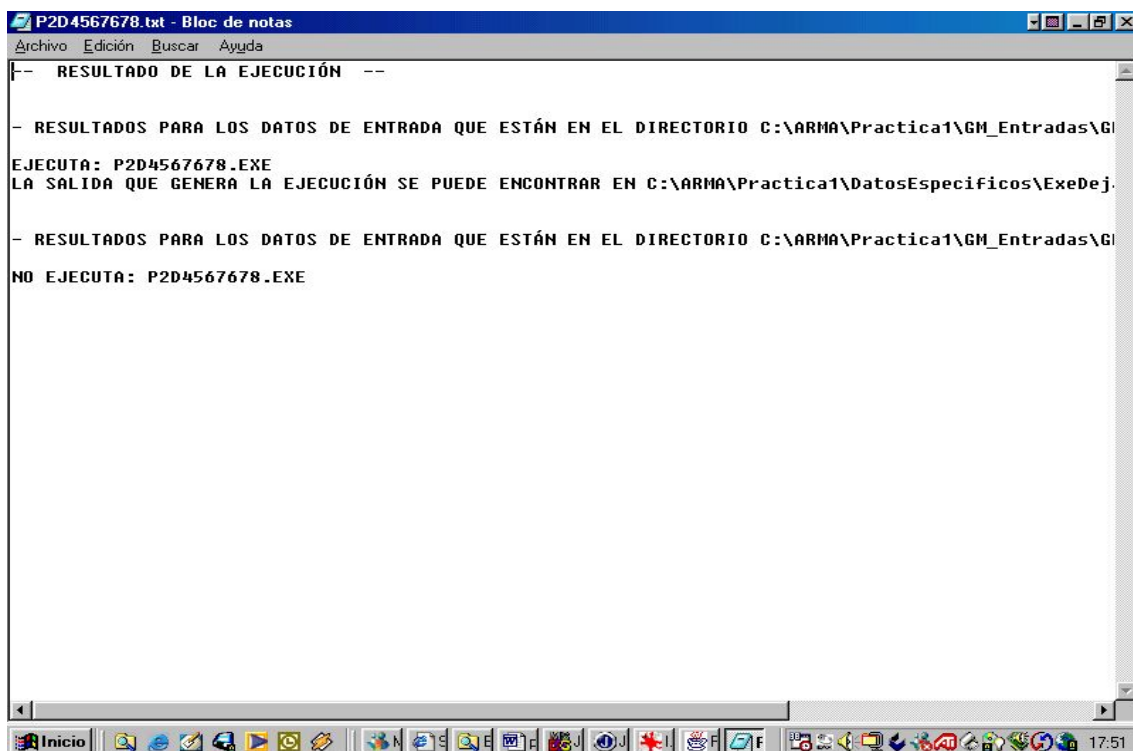 P2D4567678.txt - Bloc de notas
Archivo Edición Buscar Ayuda
-- RESULTADO DE LA EJECUCIÓN --
- RESULTADOS PARA LOS DATOS DE ENTRADA QUE ESTÁN EN EL DIRECTORIO C:\ARMA\Practica1\GM_Entradas\G
EJECUTA: P2D4567678.EXE
LA SALIDA QUE GENERA LA EJECUCIÓN SE PUEDE ENCONTRAR EN C:\ARMA\Practica1\DatosEspecificos\ExeDej
- RESULTADOS PARA LOS DATOS DE ENTRADA QUE ESTÁN EN EL DIRECTORIO C:\ARMA\Practica1\GM_Entradas\G
NO EJECUTA: P2D4567678.EXE
Inicio 17:51